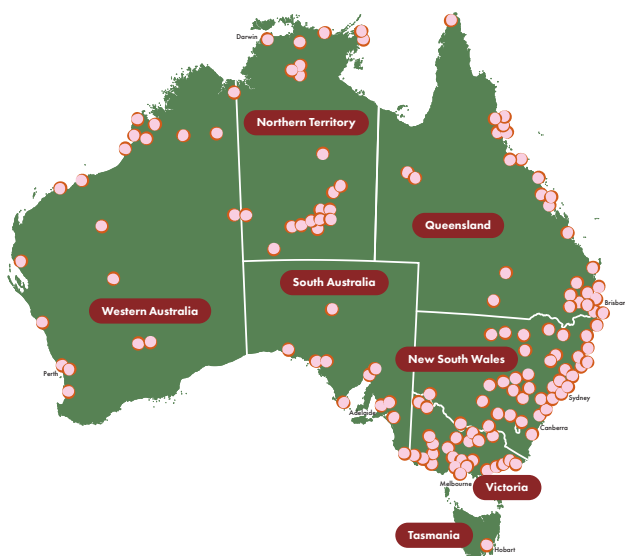 Darwin
Northern Territory
Queensland
South Australia
Western Australia
Brisban
New South Wales
Perth
Sydney
Adelaide
Canberra
Melbourne
Victoria
Tasmania
Hobart